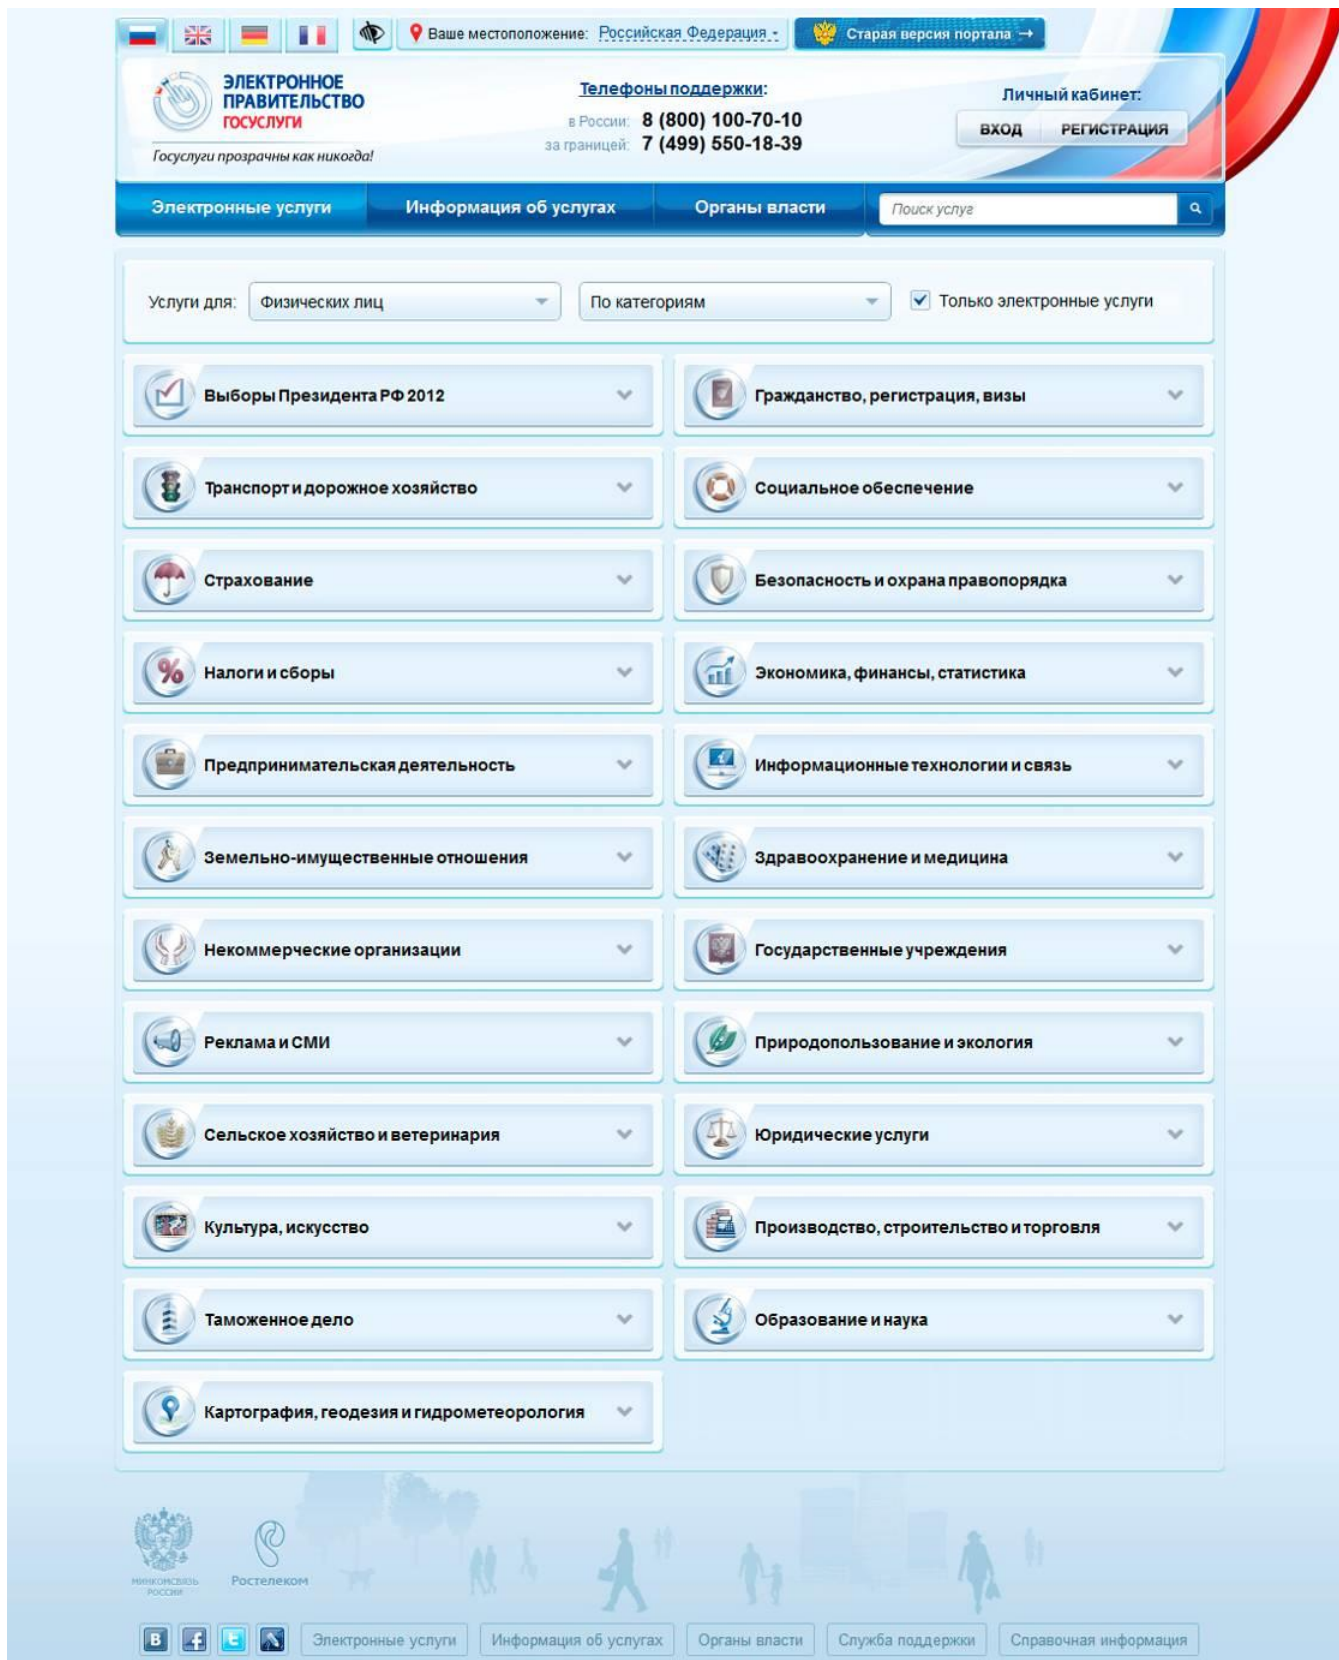 Ваше местоположение: Российская Федерация
Старая версия портала →
ЭЛЕКТРОННОЕ
ПРАВИТЕЛЬСТВО
ГОСУСЛУГИ
Госуслуги прозрачны как никогда!
Телефоны поддержки:
в России: 8 (800) 100-70-10
за границей: 7 (499) 550-18-39
Личный кабинет:
ВХОД РЕГИСТРАЦИЯ
Электронные услуги Информация об услугах Органы власти Поиск услуг
Услуги для: Физических лиц По категориям Только электронные услуги
Выборы Президента РФ 2012 Гражданство, регистрация, визы
Транспорт и дорожное хозяйство Социальное обеспечение
Страхование Безопасность и охрана правопорядка
Налоги и сборы Экономика, финансы, статистика
Предпринимательская деятельность Информационные технологии и связь
Земельно-имущественные отношения Здравоохранение и медицина
Некоммерческие организации Государственные учреждения
Реклама и СМИ Природопользование и экология
Сельское хозяйство и ветеринария Юридические услуги
Культура, искусство Производство, строительство и торговля
Таможенное дело Образование и наука
Картография, геодезия и гидрометеорология
МИНКОМСВЯЗЬ
РОССИИ
Ростелеком
Электронные услуги Информация об услугах Органы власти Служба поддержки Справочная информация